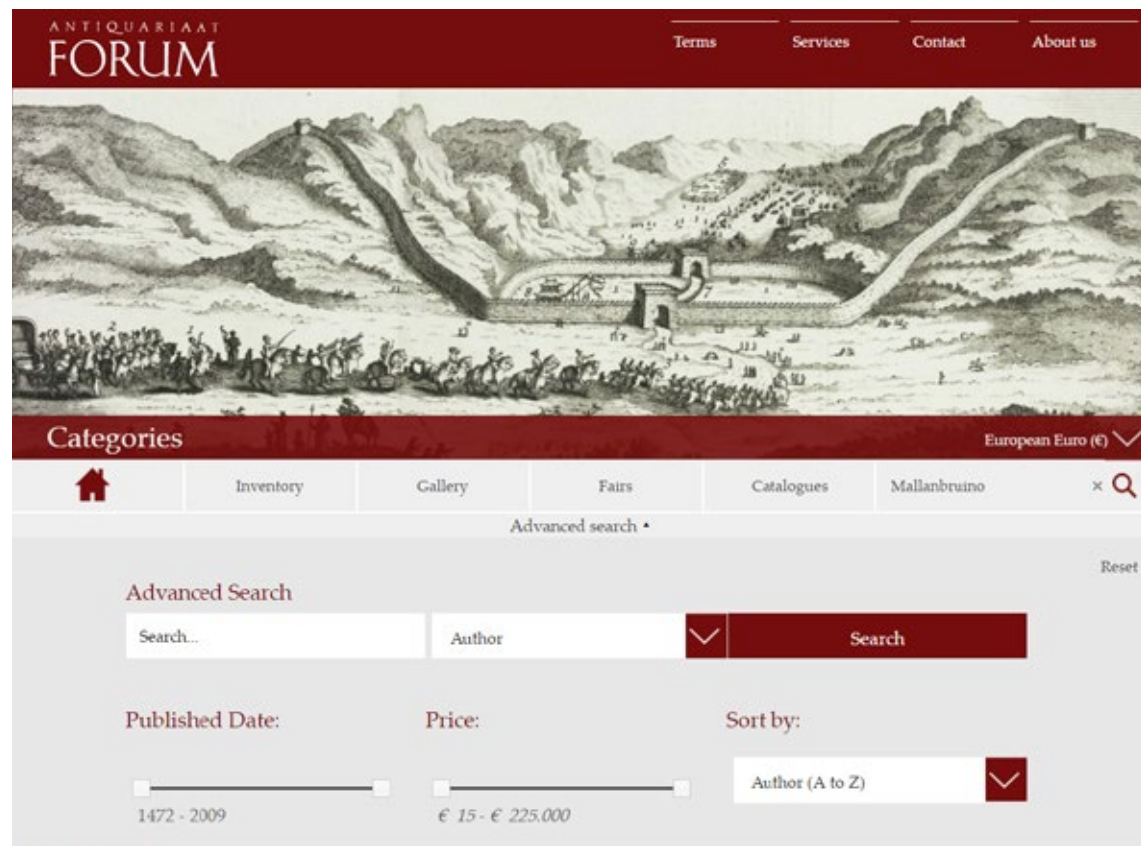 ANTIQUARIAAT
FORUM
Terms Services Contact About us
Categories
European Euro (€)
Inventory Gallery Fairs Catalogues Mallanbruino ×
Advanced search
Reset
Advanced Search
Search... Author Search
Published Date: Price: Sort by:
Author (A to Z)
1472 - 2009 € 15 - € 225.000